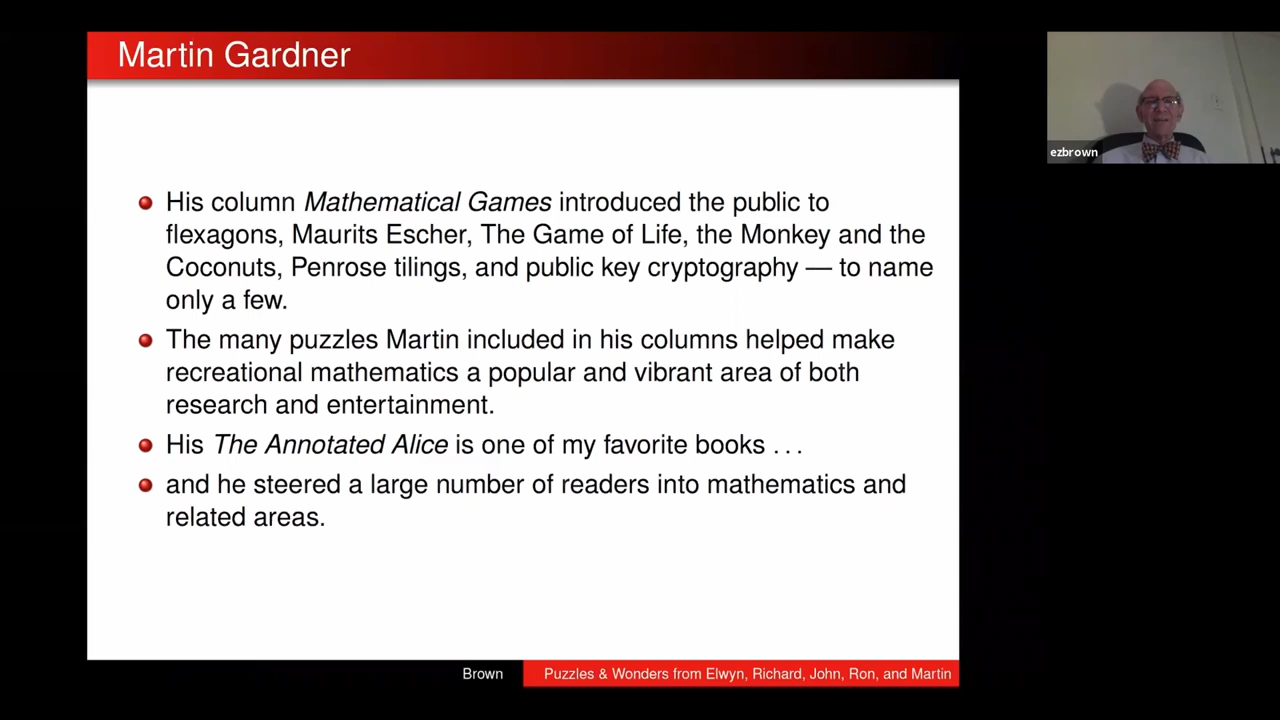 Martin Gardner
ezbrown
His column Mathematical Games introduced the public to
flexagons, Maurits Escher, The Game of Life, the Monkey and the
Coconuts, Penrose tilings, and public key cryptography — to name
only a few.
The many puzzles Martin included in his columns helped make
recreational mathematics a popular and vibrant area of both
research and entertainment.
His The Annotated Alice is one of my favorite books . . .
and he steered a large number of readers into mathematics and
related areas.
Brown
Puzzles & Wonders from Elwyn, Richard, John, Ron, and Martin